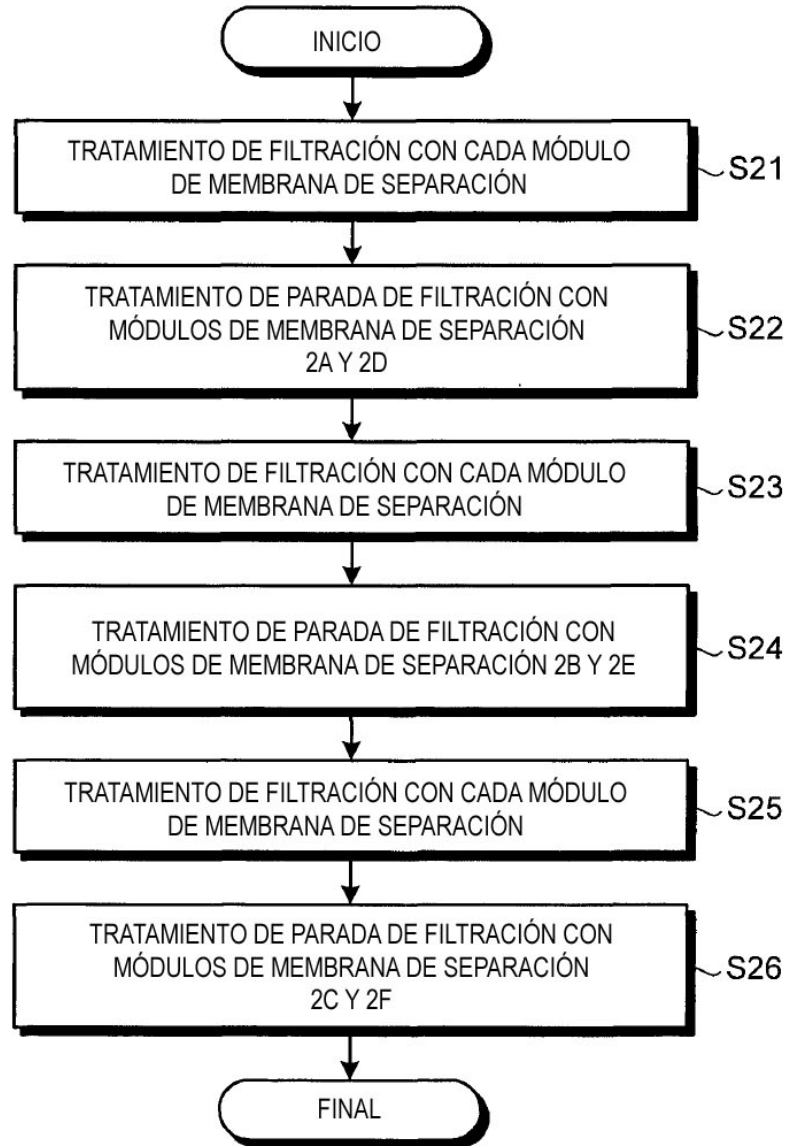 INICIO
TRATAMIENTO DE FILTRACIÓN CON CADA MÓDULO
DE MEMBRANA DE SEPARACIÓN
S21
TRATAMIENTO DE PARADA DE FILTRACIÓN CON
MÓDULOS DE MEMBRANA DE SEPARACIÓN
2A Y 2D
S22
TRATAMIENTO DE FILTRACIÓN CON CADA MÓDULO
DE MEMBRANA DE SEPARACIÓN
S23
TRATAMIENTO DE PARADA DE FILTRACIÓN CON
MÓDULOS DE MEMBRANA DE SEPARACIÓN 2B Y 2E
S24
TRATAMIENTO DE FILTRACIÓN CON CADA MÓDULO
DE MEMBRANA DE SEPARACIÓN
S25
TRATAMIENTO DE PARADA DE FILTRACIÓN CON
MÓDULOS DE MEMBRANA DE SEPARACIÓN
2C Y 2F
S26
FINAL